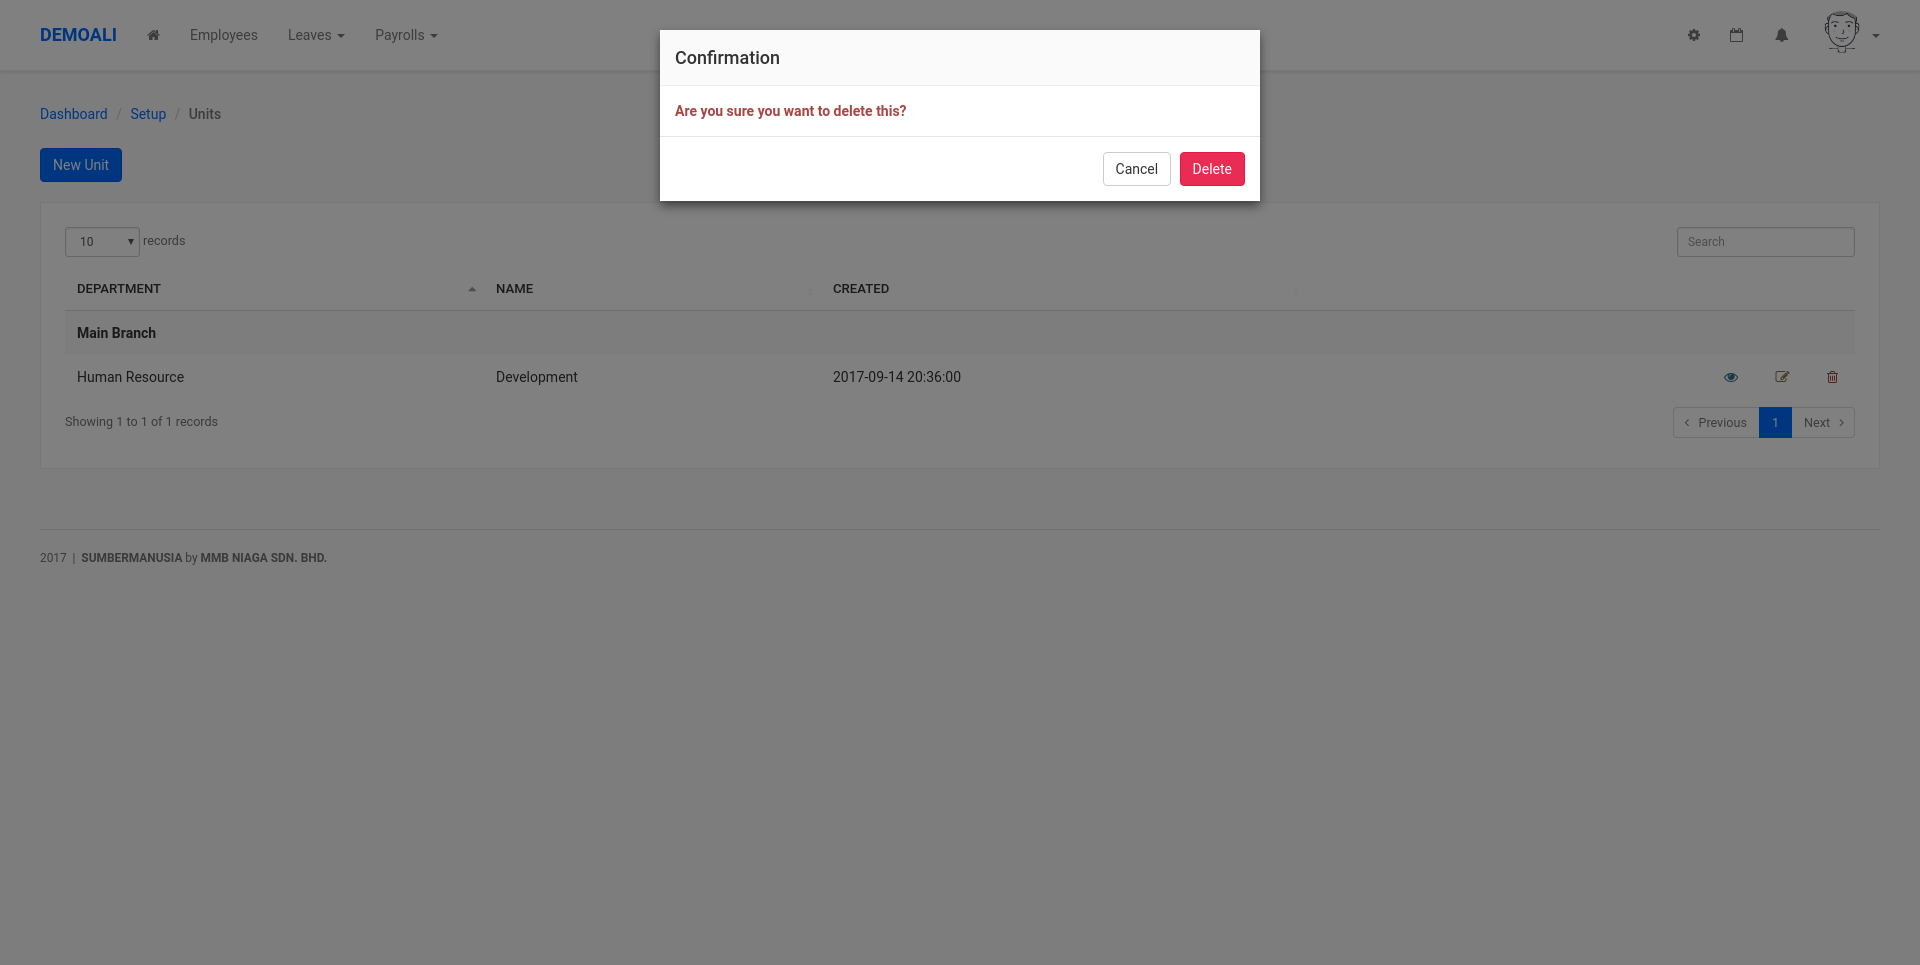 DEMOALI Employees Leaves Payrolls
Confirmation
Are you sure you want to delete this?
Cancel Delete
Dashboard / Setup / Units
New Unit
10 records Search
DEPARTMENT NAME CREATED
Main Branch
Human Resource Development 2017-09-14 20:36:00
Showing 1 to 1 of 1 records Previous 1 Next
2017 | SUMBERMANUSIA by MMB NIAGA SDN. BHD.